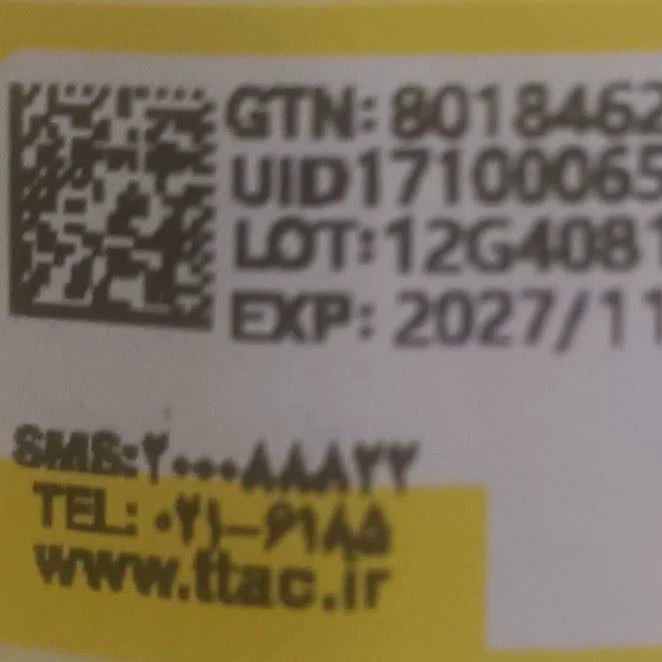 GTN: 8018462
UID17100065
LOT:12G4081
EXP: 2027/11
SMS:۲۰۰۰۸۸۸۲۲
TEL: ۰۲۱-۶۱۸۵
www.ttac.ir